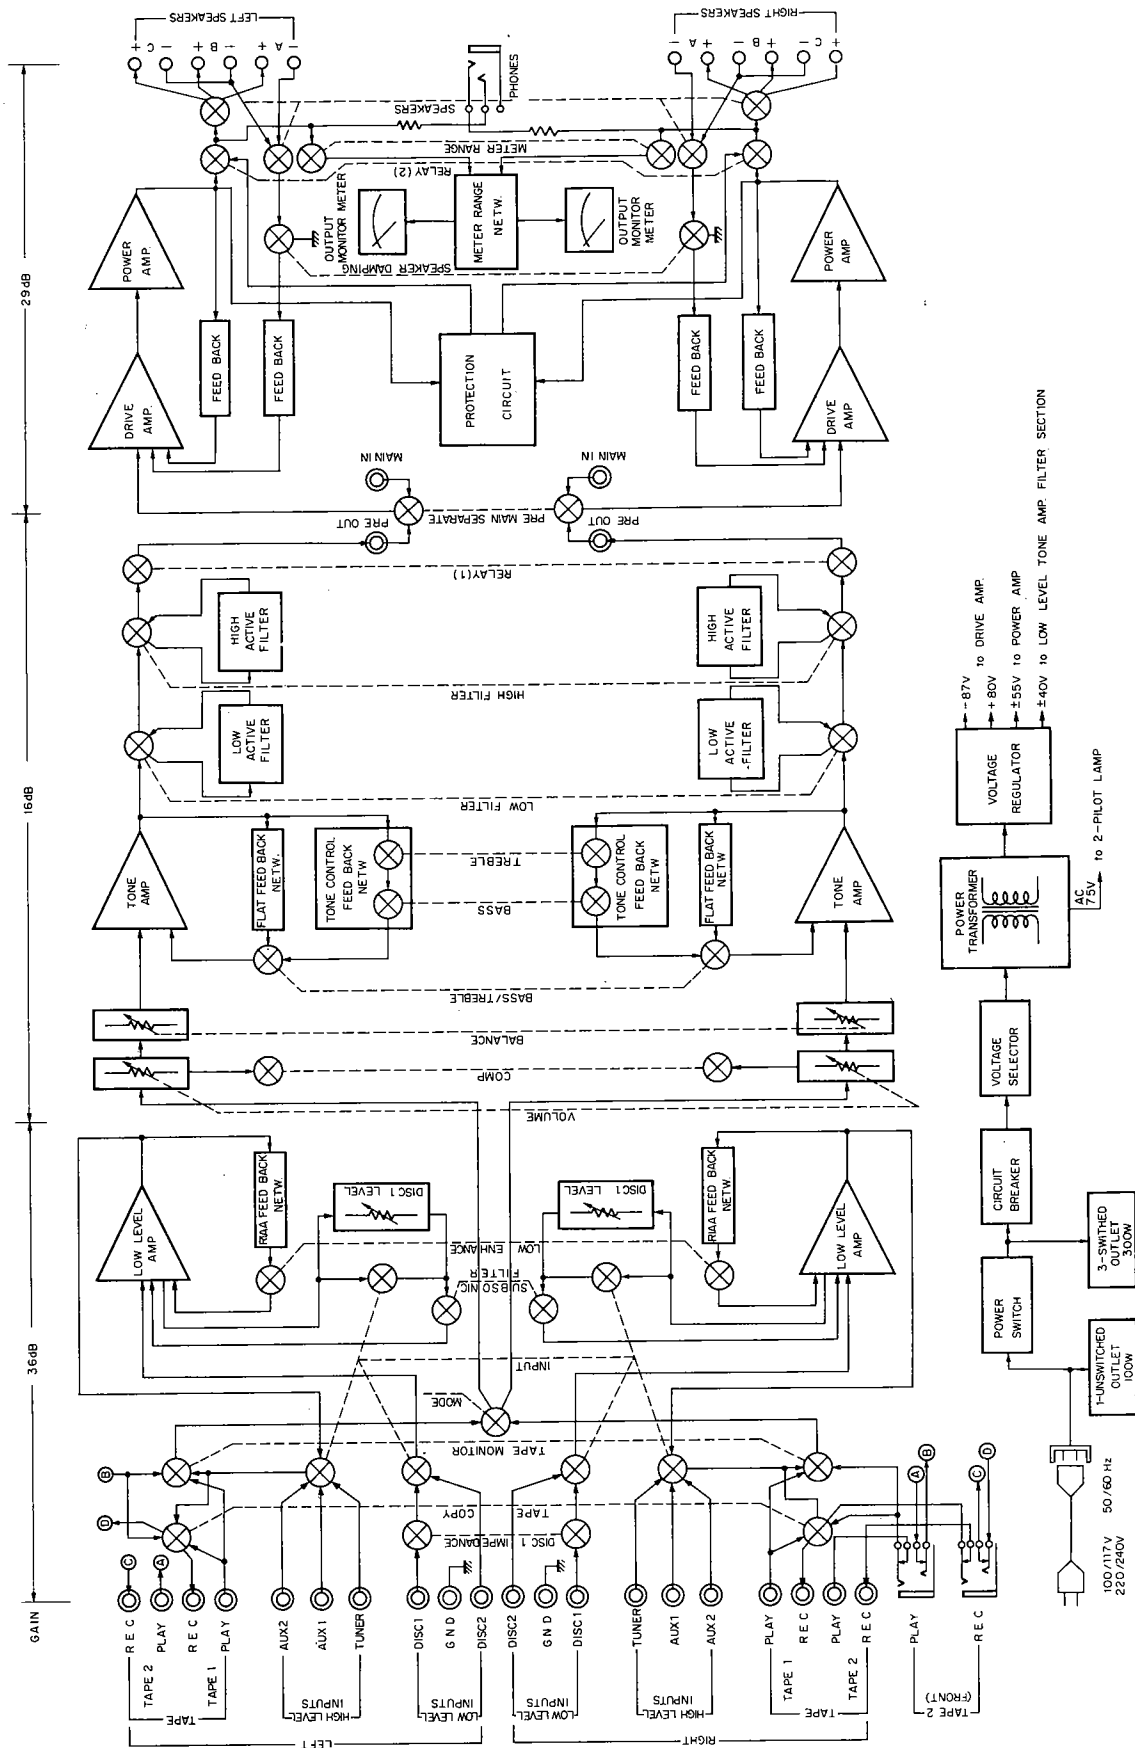 GAIN
36dB
16dB
29dB
LEFT
TAPE
TAPE 2
R E C
PLAY
TAPE 1
R E C
PLAY
HIGH LEVEL
INPUTS
AUX2
AUX1
TUNER
LOW LEVEL
INPUTS
DISC1
G N D
DISC2
RIGHT
LOW LEVEL
INPUTS
DISC2
G N D
DISC1
HIGH LEVEL
INPUTS
TUNER
AUX1
AUX2
TAPE
TAPE 1
PLAY
R E C
TAPE 2
PLAY
R E C
TAPE 2
(FRONT)
PLAY
R E C
C
A
D
B
A
B
C
D
DISC 1
IMPEDANCE
TAPE
COPY
TAPE MONITOR
MODE
INPUT
SUBSONIC
FILTER
LOW ENHANCE
LOW LEVEL
AMP
RIAA FEED BACK
NETW.
DISC1 LEVEL
DISC1 LEVEL
RIAA FEED BACK
NETW.
LOW LEVEL
AMP
VOLUME
COMP
BALANCE
BASS/TREBLE
BASS
TREBLE
TONE
AMP
FLAT FEED BACK
NETW.
TONE CONTROL
FEED BACK
NETW
TONE CONTROL
FEED BACK
NETW
FLAT FEED BACK
NETW
TONE
AMP
LOW FILTER
LOW
ACTIVE
FILTER
LOW
ACTIVE
-FILTER
HIGH FILTER
HIGH
ACTIVE
FILTER
HIGH
ACTIVE
FILTER
RELAY(1)
PRE OUT
PRE OUT
PRE MAIN SEPARATE
MAIN IN
MAIN IN
DRIVE
AMP.
FEED BACK
FEED BACK
PROTECTION
CIRCUIT
FEED BACK
FEED BACK
DRIVE
AMP
POWER
AMP.
POWER
AMP
SPEAKER DAMPING
OUTPUT
MONITOR METER
METER RANGE
NETW.
OUTPUT
MONITOR
METER
RELAY(2)
METER RANGE
SPEAKERS
PHONES
LEFT SPEAKERS
+
C
−
+
B
−
+
A
−
RIGHT SPEAKERS
−
A
+
−
B
+
−
C
+
100/117V 50/60 Hz
220/240V
1-UNSWITCHED
OUTLET
100W
POWER
SWITCH
3-SWITHED
OUTLET
300W
CIRCUIT
BREAKER
VOLTAGE
SELECTOR
POWER
TRANSFORMER
AC
7.5V
to 2-PILOT LAMP
VOLTAGE
REGULATOR
-87V to DRIVE AMP.
+80V to DRIVE AMP.
±55V to POWER AMP
±40V to LOW LEVEL TONE AMP. FILTER SECTION